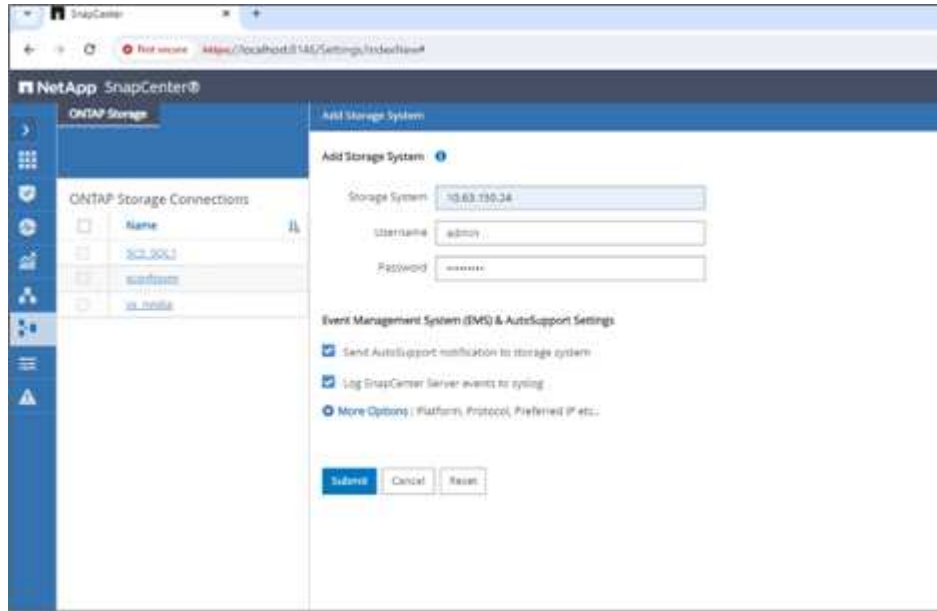 SnapCenter
Not secure https://localhost:8146/Settings/IndexNew#
NetApp SnapCenter®
ONTAP Storage
Add Storage System
Add Storage System
ONTAP Storage Connections
Name
Storage System 10.63.150.24
Username admin
Password
Event Management System (EMS) & AutoSupport Settings
Send AutoSupport notification to storage system
Log SnapCenter Server events to syslog
More Options : Platform, Protocol, Preferred IP etc..
Submit Cancel Reset